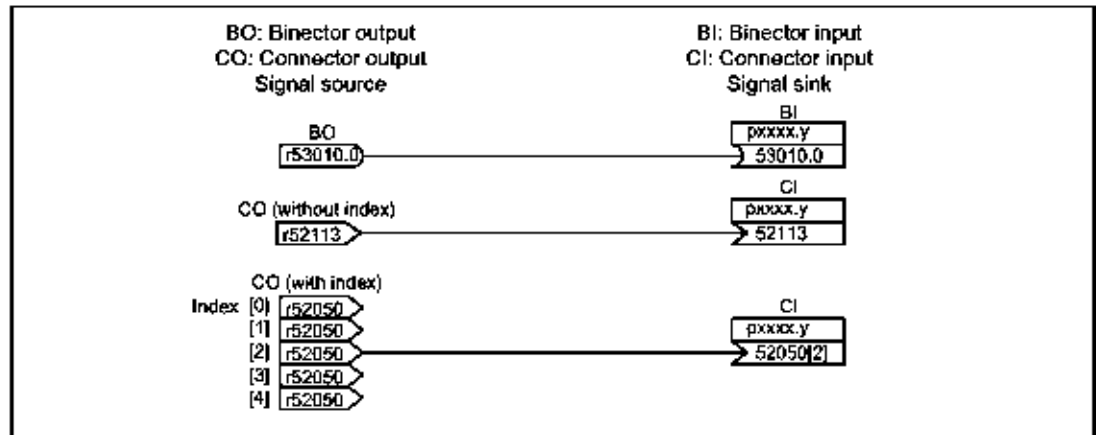 BO: Binector output
CO: Connector output
Signal source
BI: Binector input
CI: Connector input
Signal sink
BO
r53010.0
BI
pxxxx.y
53010.0
CO (without index)
r52113
CI
pxxxx.y
52113
CO (with index)
Index [0] r52050
[1] r52050
[2] r52050
[3] r52050
[4] r52050
CI
pxxxx.y
52050[2]